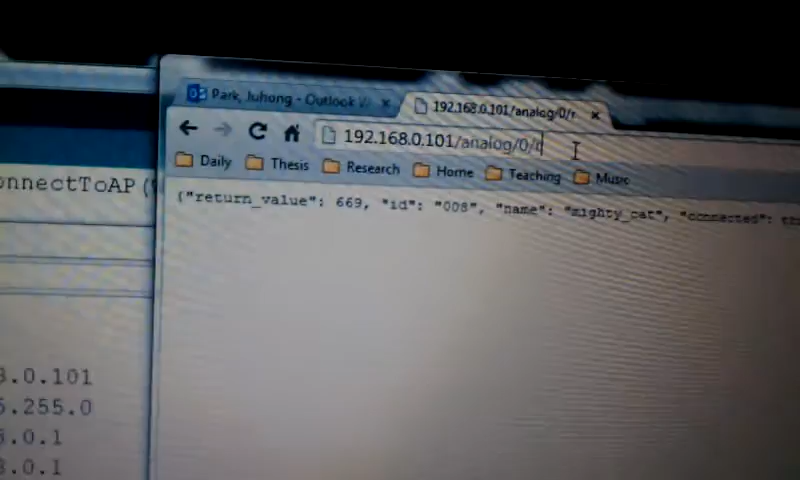 Park, Juhong - Outlook W
192.168.0.101/analog/0/r
192.168.0.101/analog/0/r
Daily Thesis Research Home Teaching Music
onnectToAP(
{"return_value": 669, "id": "008", "name": "mighty_cat", "connected":
3.0.101
5.255.0
3.0.1
3.0.1